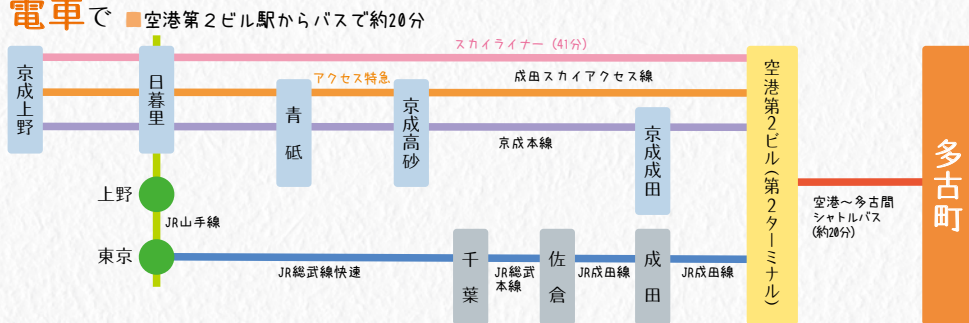 電車で ■空港第2ビル駅からバスで約20分
スカイライナー (41分)
アクセス特急
成田スカイアクセス線
京成本線
京成上野
日暮里
青砥
京成高砂
京成成田
空港第2ビル(第2ターミナル)
多古町
上野
JR山手線
東京
JR総武線快速
千葉
JR総武
本線
佐倉
JR成田線
成田
JR成田線
空港～多古間
シャトルバス
(約20分)